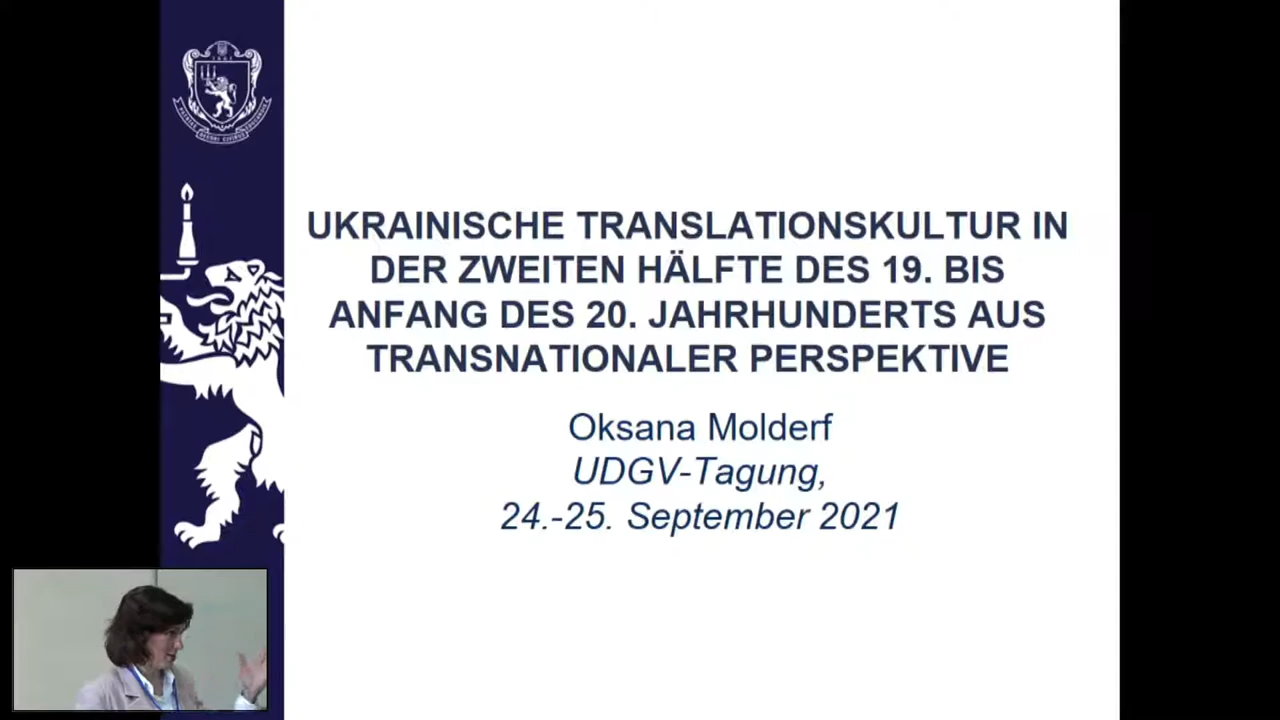 UKRAINISCHE TRANSLATIONSKULTUR IN
DER ZWEITEN HÄLFTE DES 19. BIS
ANFANG DES 20. JAHRHUNDERTS AUS
TRANSNATIONALER PERSPEKTIVE
Oksana Molderf
UDGV-Tagung,
24.-25. September 2021